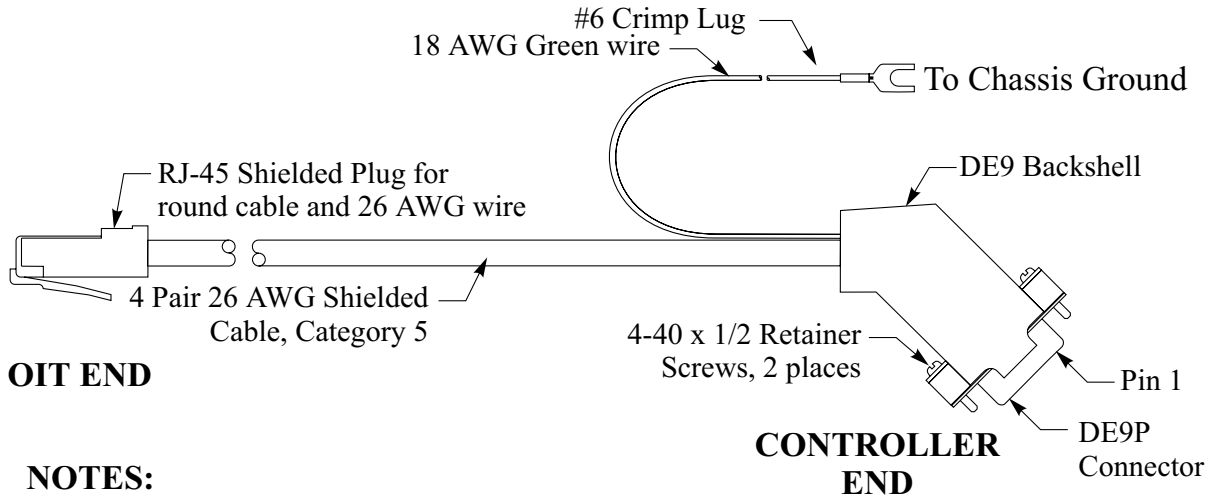 #6 Crimp Lug
18 AWG Green wire
To Chassis Ground
RJ-45 Shielded Plug for
round cable and 26 AWG wire
DE9 Backshell
4 Pair 26 AWG Shielded
Cable, Category 5
4-40 x 1/2 Retainer
Screws, 2 places
OIT END
Pin 1
DE9P
Connector
CONTROLLER
END
NOTES: